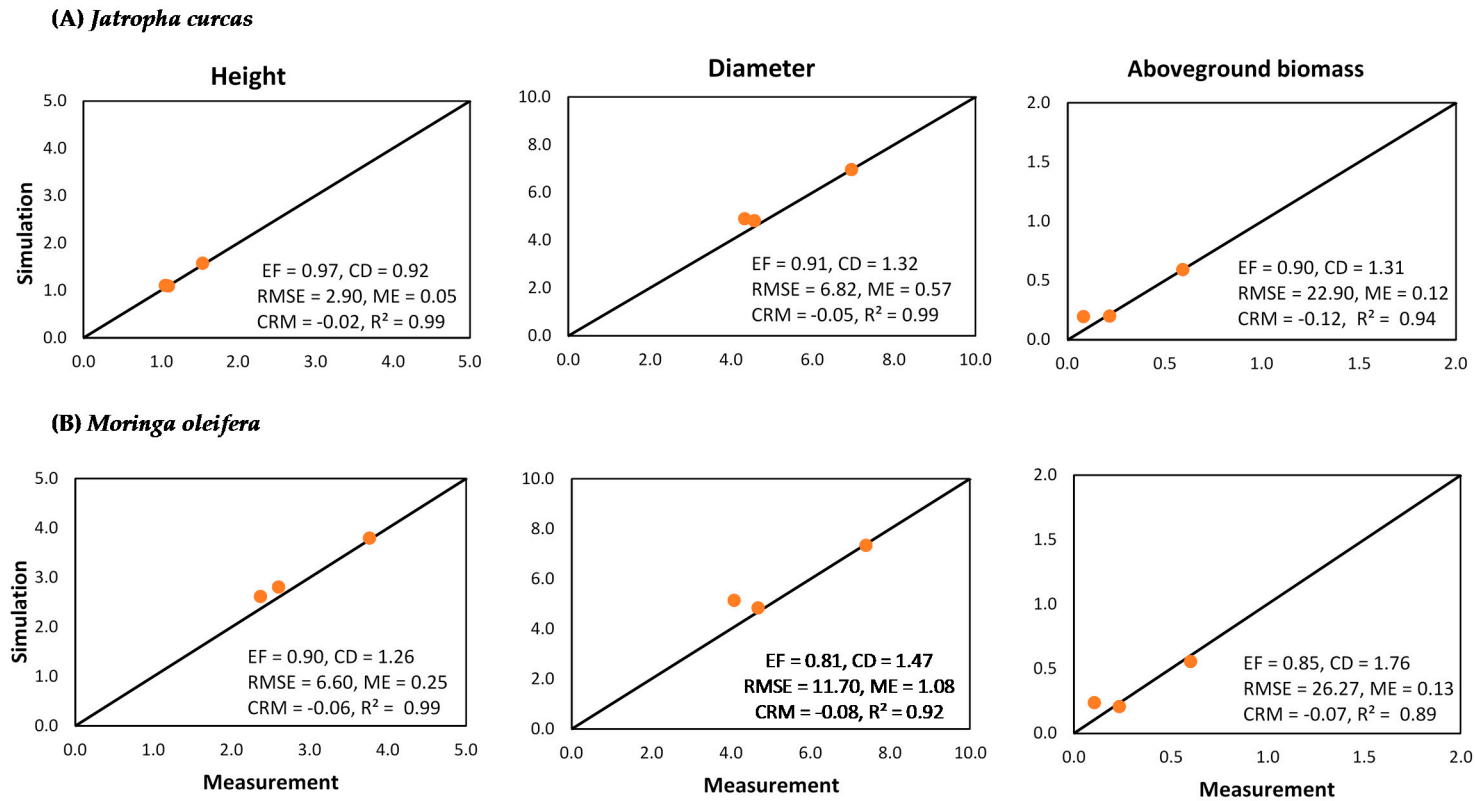 (A) Jatropha curcas
Height
Diameter
Aboveground biomass
Simulation
5.0
4.0
3.0
2.0
1.0
0.0
0.0 1.0 2.0 3.0 4.0 5.0
EF = 0.97, CD = 0.92
RMSE = 2.90, ME = 0.05
CRM = -0.02, R² = 0.99
10.0
8.0
6.0
4.0
2.0
0.0
0.0 2.0 4.0 6.0 8.0 10.0
EF = 0.91, CD = 1.32
RMSE = 6.82, ME = 0.57
CRM = -0.05, R² = 0.99
2.0
1.5
1.0
0.5
0.0
0.0 0.5 1.0 1.5 2.0
EF = 0.90, CD = 1.31
RMSE = 22.90, ME = 0.12
CRM = -0.12, R² = 0.94
(B) Moringa oleifera
Simulation
5.0
4.0
3.0
2.0
1.0
0.0
0.0 1.0 2.0 3.0 4.0 5.0
EF = 0.90, CD = 1.26
RMSE = 6.60, ME = 0.25
CRM = -0.06, R² = 0.99
Measurement
10.0
8.0
6.0
4.0
2.0
0.0
0.0 2.0 4.0 6.0 8.0 10.0
EF = 0.81, CD = 1.47
RMSE = 11.70, ME = 1.08
CRM = -0.08, R² = 0.92
Measurement
2.0
1.5
1.0
0.5
0.0
0.0 0.5 1.0 1.5 2.0
EF = 0.85, CD = 1.76
RMSE = 26.27, ME = 0.13
CRM = -0.07, R² = 0.89
Measurement